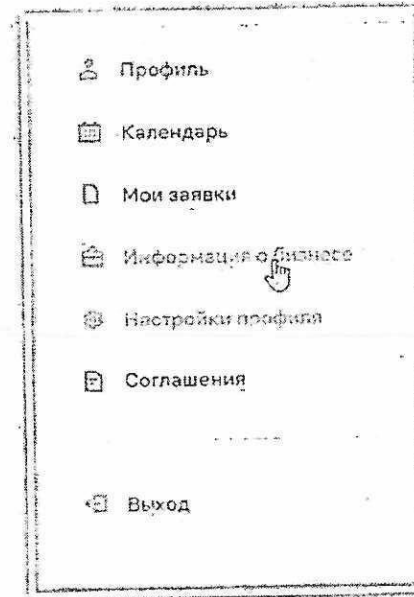 Профиль
Календарь
Мои заявки
Информация о бизнесе
Настройки профиля
Соглашения
Выход